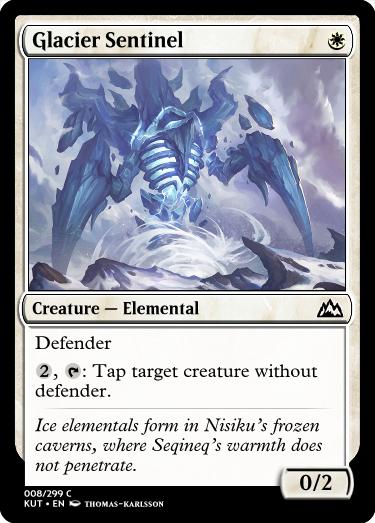 Glacier Sentinel
Creature — Elemental
Defender
2, : Tap target creature without
defender.
Ice elementals form in Nisiku's frozen
caverns, where Seqineq's warmth does
not penetrate.
0/2
008/299 C
KUT • EN THOMAS-KARLSSON